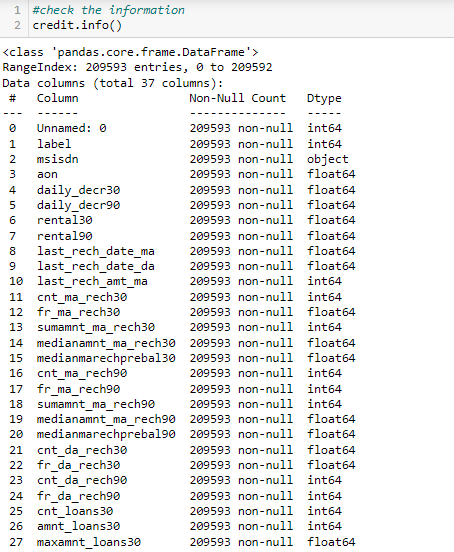 1 #check the information
2 credit.info()
<class 'pandas.core.frame.DataFrame'>
RangeIndex: 209593 entries, 0 to 209592
Data columns (total 37 columns):
 #   Column                Non-Null Count   Dtype
---  ------                --------------   -----
 0   Unnamed: 0            209593 non-null  int64
 1   label                 209593 non-null  int64
 2   msisdn                209593 non-null  object
 3   aon                   209593 non-null  float64
 4   daily_decr30          209593 non-null  float64
 5   daily_decr90          209593 non-null  float64
 6   rental30              209593 non-null  float64
 7   rental90              209593 non-null  float64
 8   last_rech_date_ma     209593 non-null  float64
 9   last_rech_date_da     209593 non-null  float64
 10  last_rech_amt_ma      209593 non-null  int64
 11  cnt_ma_rech30         209593 non-null  int64
 12  fr_ma_rech30          209593 non-null  float64
 13  sumamnt_ma_rech30     209593 non-null  int64
 14  medianamnt_ma_rech30  209593 non-null  float64
 15  medianmarechprebal30  209593 non-null  float64
 16  cnt_ma_rech90         209593 non-null  int64
 17  fr_ma_rech90          209593 non-null  int64
 18  sumamnt_ma_rech90     209593 non-null  int64
 19  medianamnt_ma_rech90  209593 non-null  float64
 20  medianmarechprebal90  209593 non-null  float64
 21  cnt_da_rech30         209593 non-null  float64
 22  fr_da_rech30          209593 non-null  float64
 23  cnt_da_rech90         209593 non-null  int64
 24  fr_da_rech90          209593 non-null  int64
 25  cnt_loans30           209593 non-null  int64
 26  amnt_loans30          209593 non-null  int64
 27  maxamnt_loans30       209593 non-null  float64